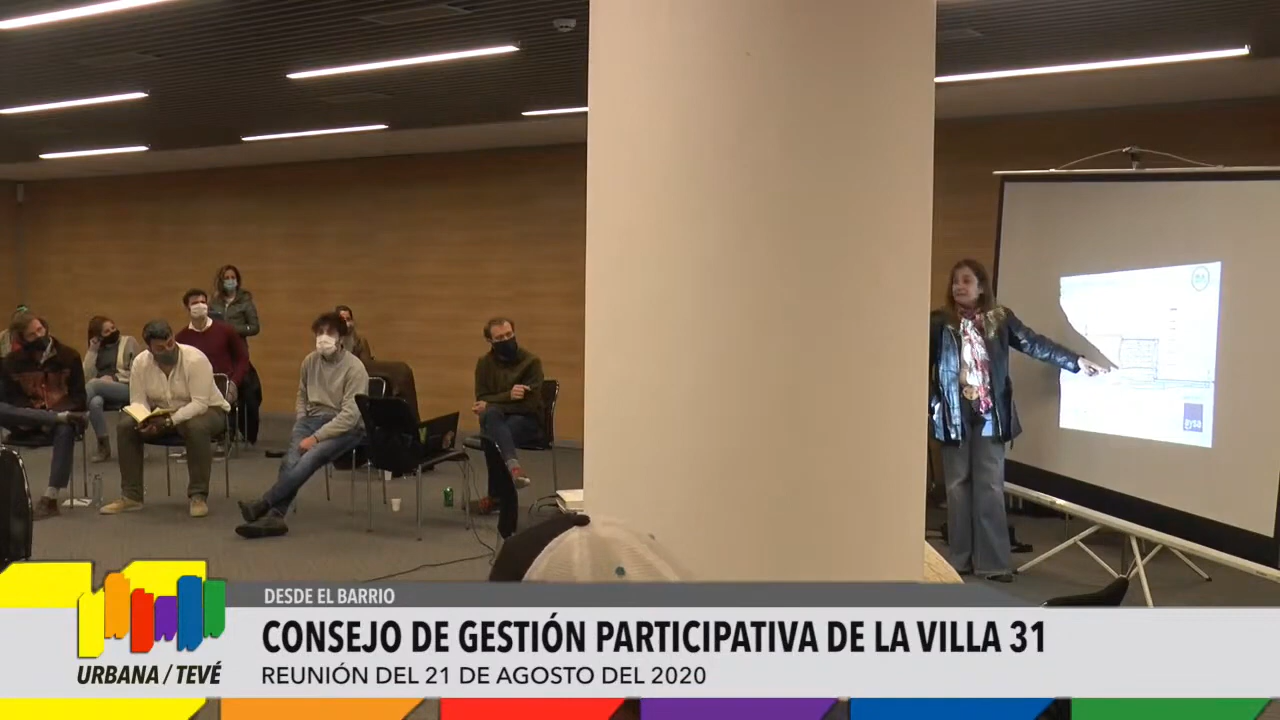 aysa
DESDE EL BARRIO
CONSEJO DE GESTIÓN PARTICIPATIVA DE LA VILLA 31
URBANA / TEVÉ
REUNIÓN DEL 21 DE AGOSTO DEL 2020